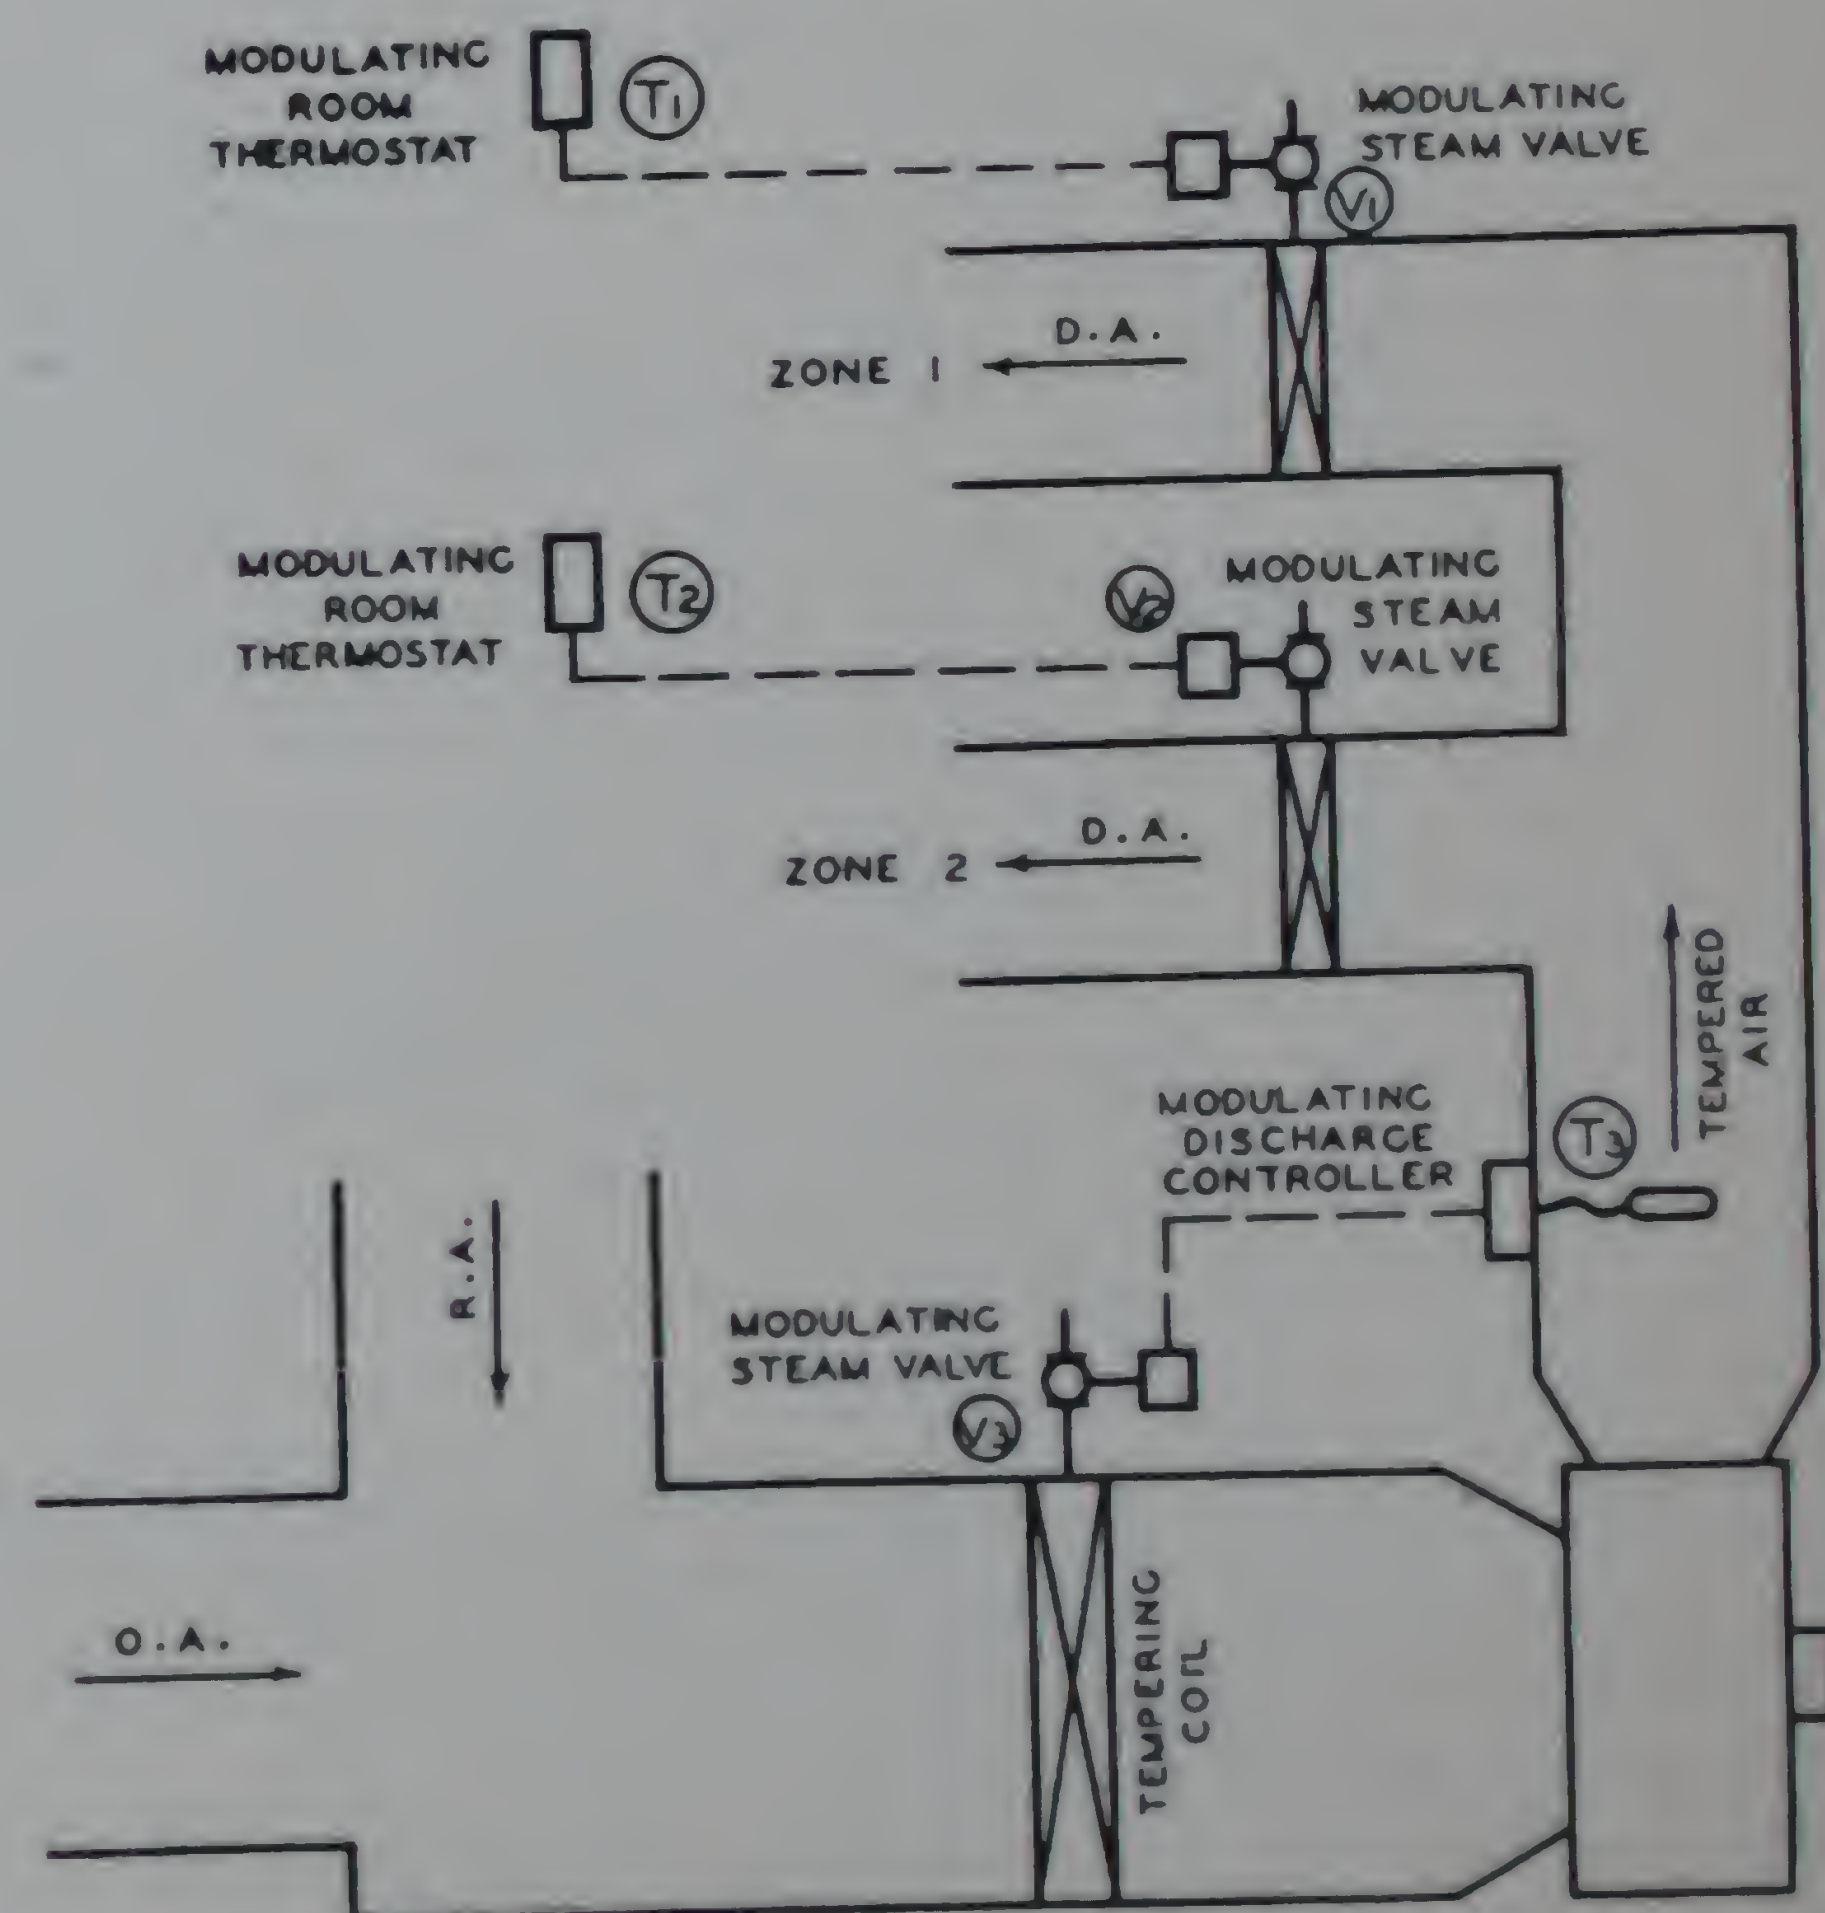 MODULATING
ROOM
THERMOSTAT
T1
MODULATING
STEAM VALVE
V1
D.A.
ZONE 1
MODULATING
ROOM
THERMOSTAT
T2
V2
MODULATING
STEAM
VALVE
D.A.
ZONE 2
TEMPERED
AIR
MODULATING
DISCHARGE
CONTROLLER
T3
R.A.
MODULATING
STEAM VALVE
V3
O.A.
TEMPERING
COIL